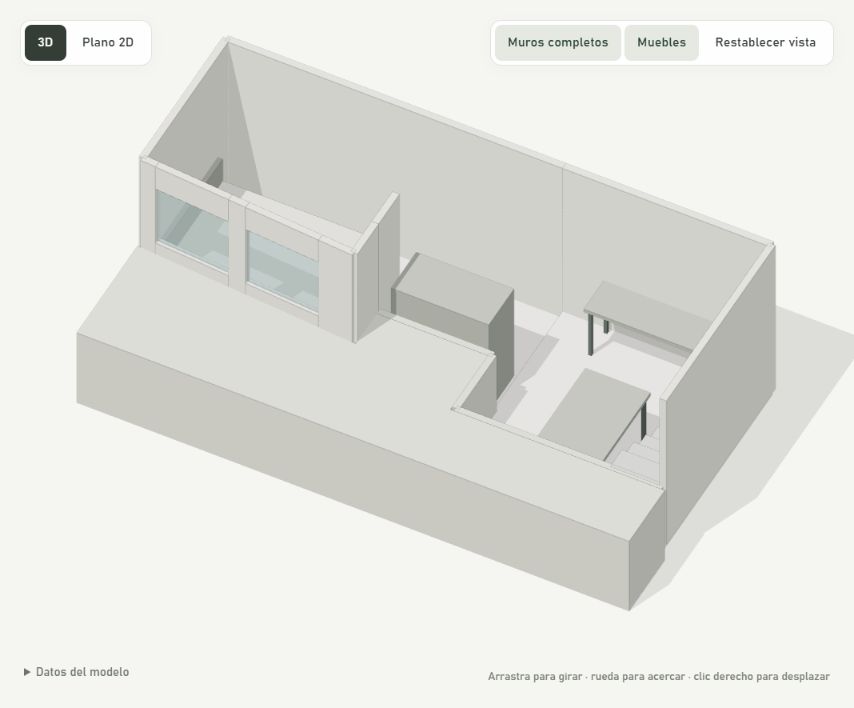 3D Plano 2D Muros completos Muebles Restablecer vista
▶ Datos del modelo
Arrastra para girar · rueda para acercar · clic derecho para desplazar